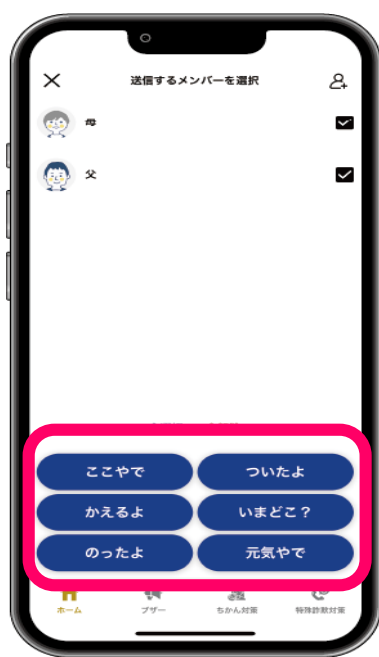 送信するメンバーを選択
母
父
ここやで ついたよ
かえるよ いまどこ？
のったよ 元気やで
ホーム ブザー ちかん対策 特殊詐欺対策